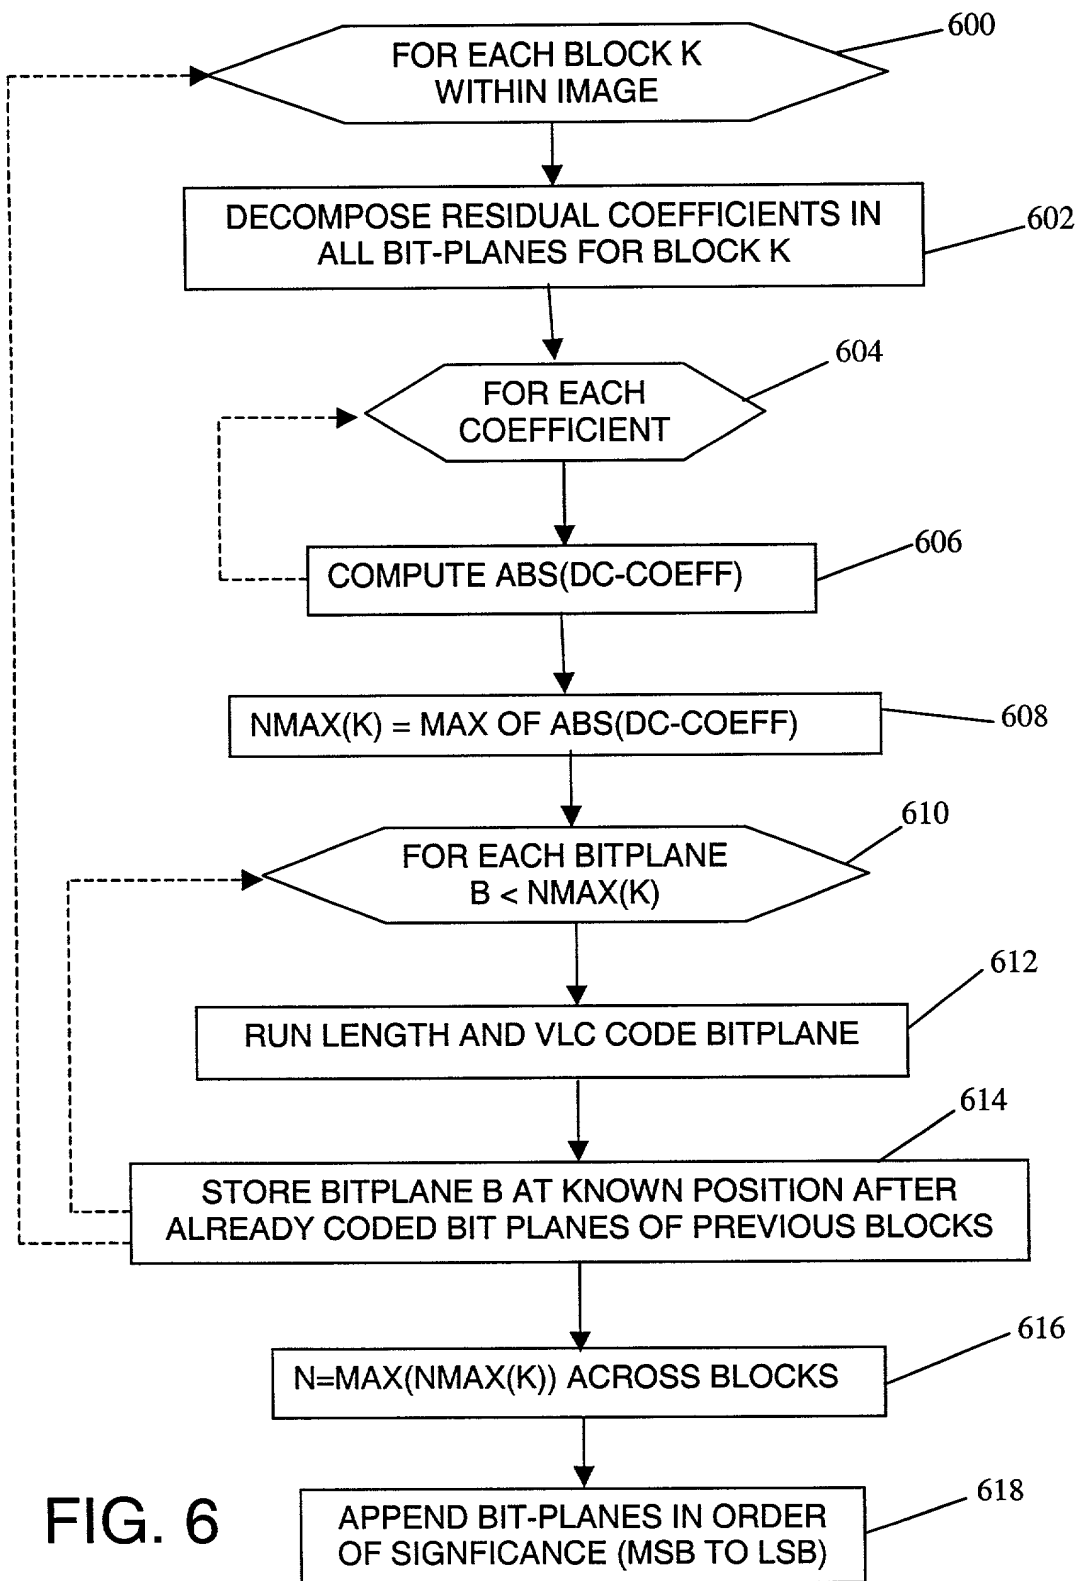 600
FOR EACH BLOCK K
WITHIN IMAGE
DECOMPOSE RESIDUAL COEFFICIENTS IN
ALL BIT-PLANES FOR BLOCK K
602
604
FOR EACH
COEFFICIENT
606
COMPUTE ABS(DC-COEFF)
NMAX(K) = MAX OF ABS(DC-COEFF)
608
610
FOR EACH BITPLANE
B < NMAX(K)
612
RUN LENGTH AND VLC CODE BITPLANE
614
STORE BITPLANE B AT KNOWN POSITION AFTER
ALREADY CODED BIT PLANES OF PREVIOUS BLOCKS
616
N=MAX(NMAX(K)) ACROSS BLOCKS
618
APPEND BIT-PLANES IN ORDER
OF SIGNFICANCE (MSB TO LSB)
FIG. 6